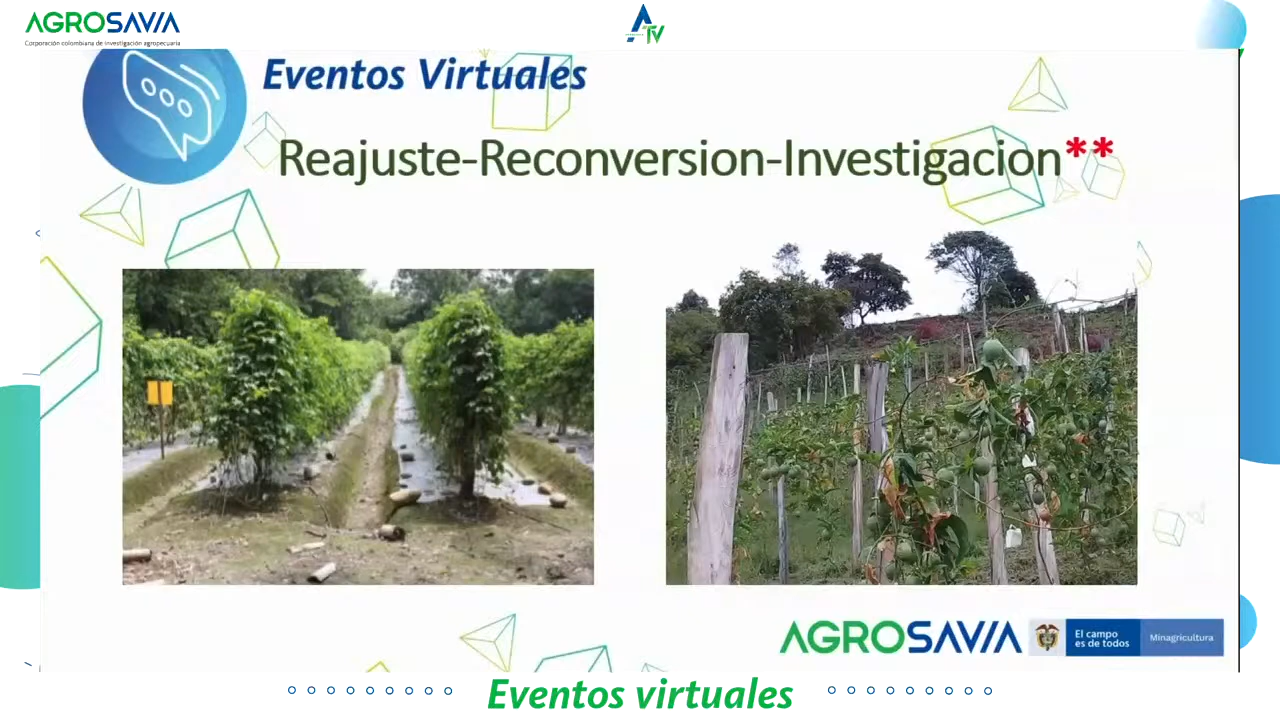 AGROSAVIA
Corporación colombiana de investigación agropecuaria
ATV
Eventos Virtuales
Reajuste-Reconversion-Investigacion**
AGROSAVIA
El campo
es de todos
Minagricultura
Eventos virtuales